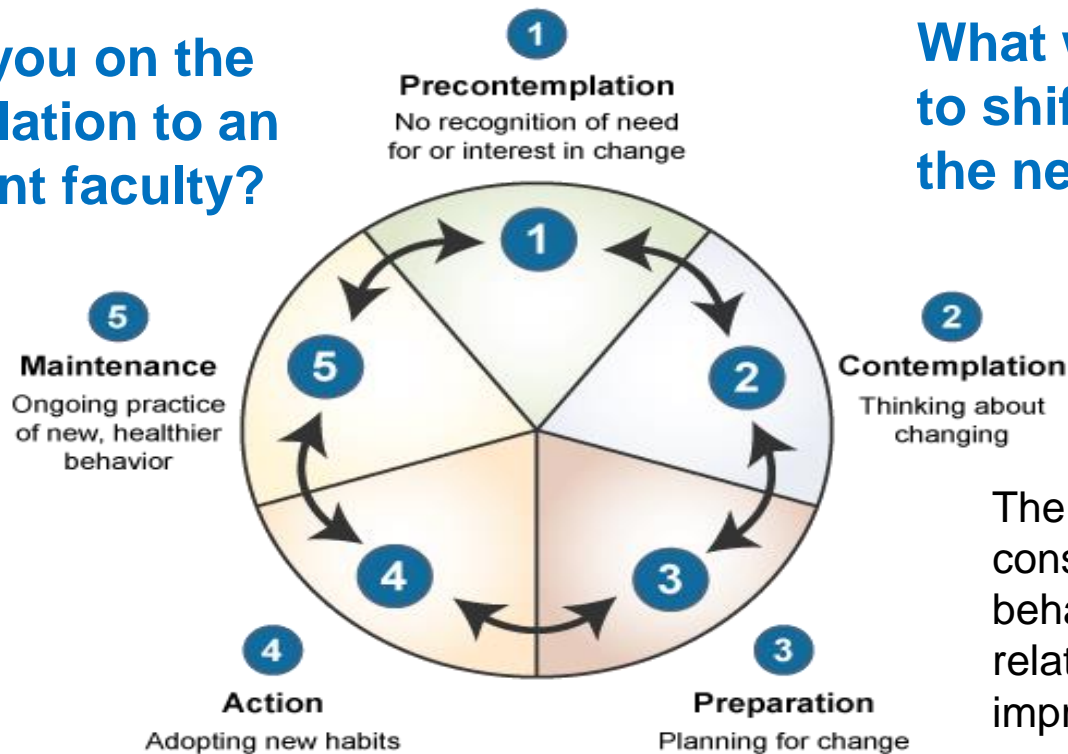 you on the
lation to an
nt faculty?
What w
to shif
the ne
1
Precontemplation
No recognition of need
for or interest in change
1
2
3
4
5
2
Contemplation
Thinking about
changing
3
Preparation
Planning for change
4
Action
Adopting new habits
5
Maintenance
Ongoing practice
of new, healthier
behavior
The
cons
beha
relat
impr